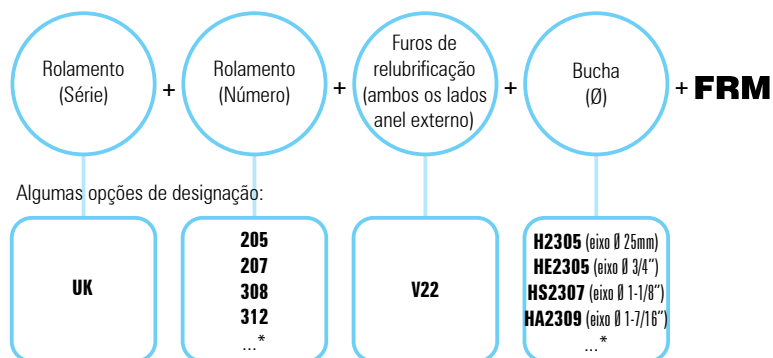 Rolamento
(Série)
+
Rolamento
(Número)
+
Furos de
relubrificação
(ambos os lados
anel externo)
+
Bucha
(Ø)
+ FRM
Algumas opções de designação:
UK
205
207
308
312
...*
V22
H2305 (eixo Ø 25mm)
HE2305 (eixo Ø 3/4”)
HS2307 (eixo Ø 1-1/8”)
HA2309 (eixo Ø 1-7/16”)
...*